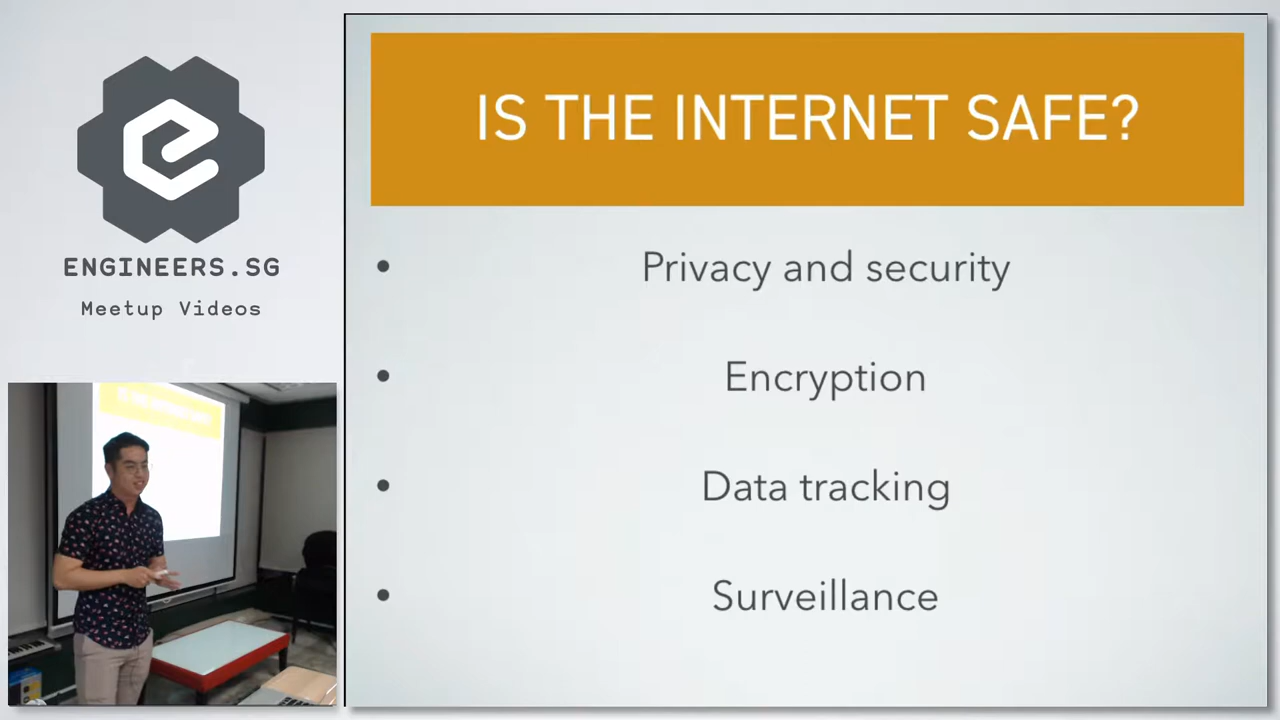 ENGINEERS.SG
Meetup Videos
IS THE INTERNET SAFE?
• Privacy and security
• Encryption
• Data tracking
• Surveillance